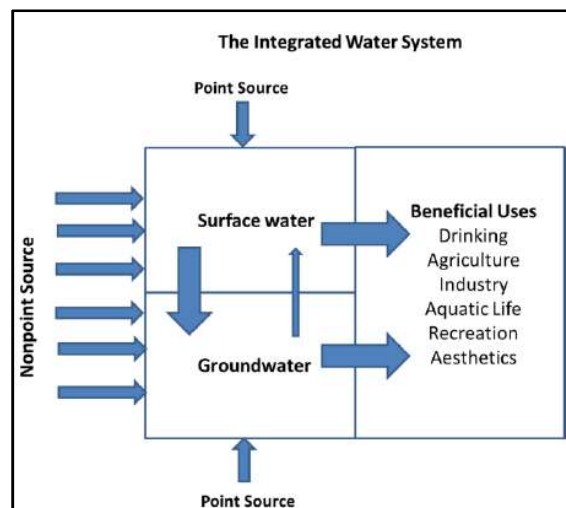 The Integrated Water System
Point Source
Nonpoint Source
Surface water
Groundwater
Beneficial Uses
Drinking
Agriculture
Industry
Aquatic Life
Recreation
Aesthetics
Point Source